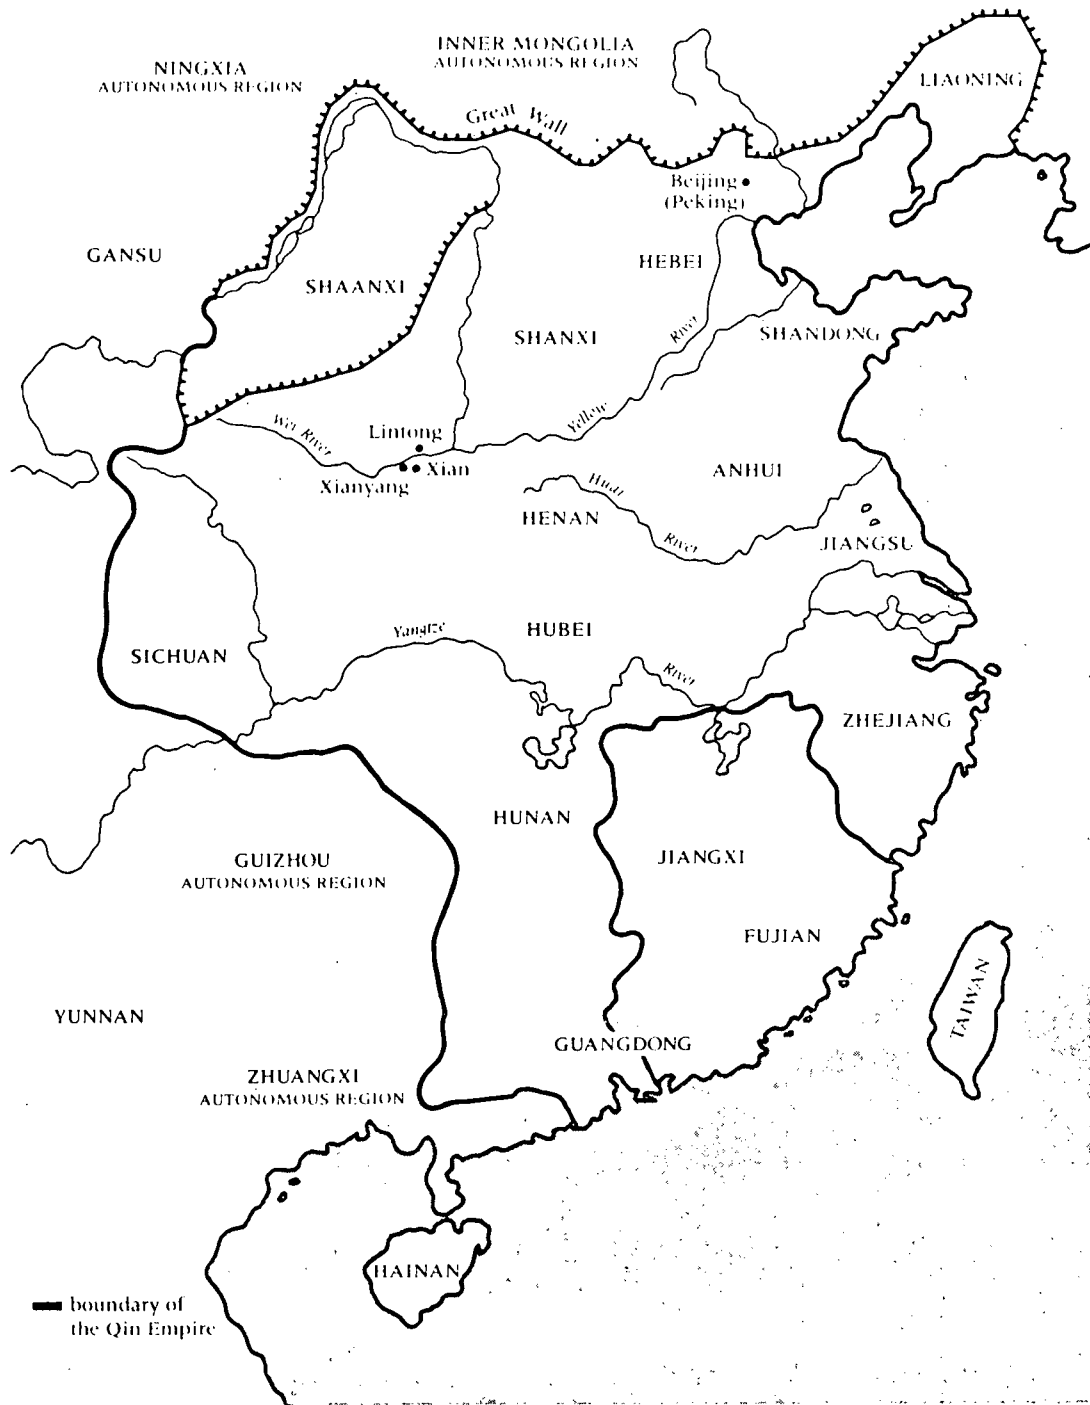 INNER MONGOLIA
AUTONOMOUS REGION
NINGXIA
AUTONOMOUS REGION
LIAONING
Great Wall
Beijing
(Peking)
GANSU
HEBEI
SHAANXI
SHANXI
River
SHANDONG
Yellow
Wei River
Lintong
Xian
Xianyang
ANHUI
Huai
HENAN
River
JIANGSU
Yangtze
HUBEI
SICHUAN
River
ZHEJIANG
HUNAN
JIANGXI
GUIZHOU
AUTONOMOUS REGION
FUJIAN
TAIWAN
YUNNAN
GUANGDONG
ZHUANGXI
AUTONOMOUS REGION
HAINAN
boundary of
the Qin Empire